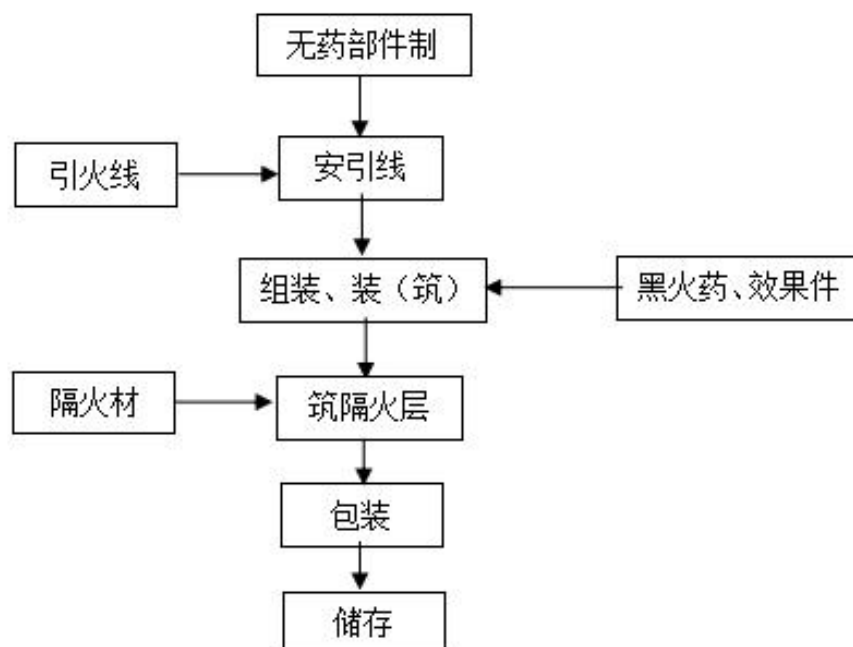 无药部件制
引火线
安引线
组装、装（筑）
黑火药、效果件
隔火材
筑隔火层
包装
储存